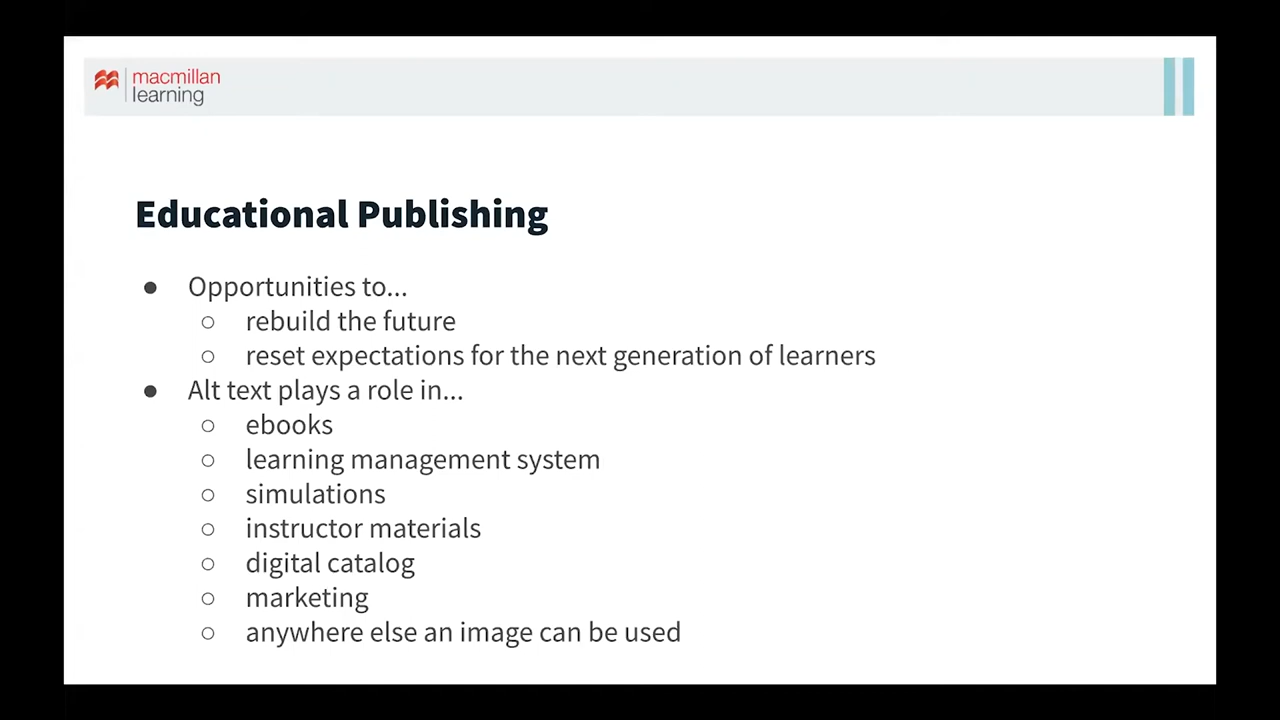 macmillan
learning
Educational Publishing
● Opportunities to...
○ rebuild the future
○ reset expectations for the next generation of learners
● Alt text plays a role in...
○ ebooks
○ learning management system
○ simulations
○ instructor materials
○ digital catalog
○ marketing
○ anywhere else an image can be used